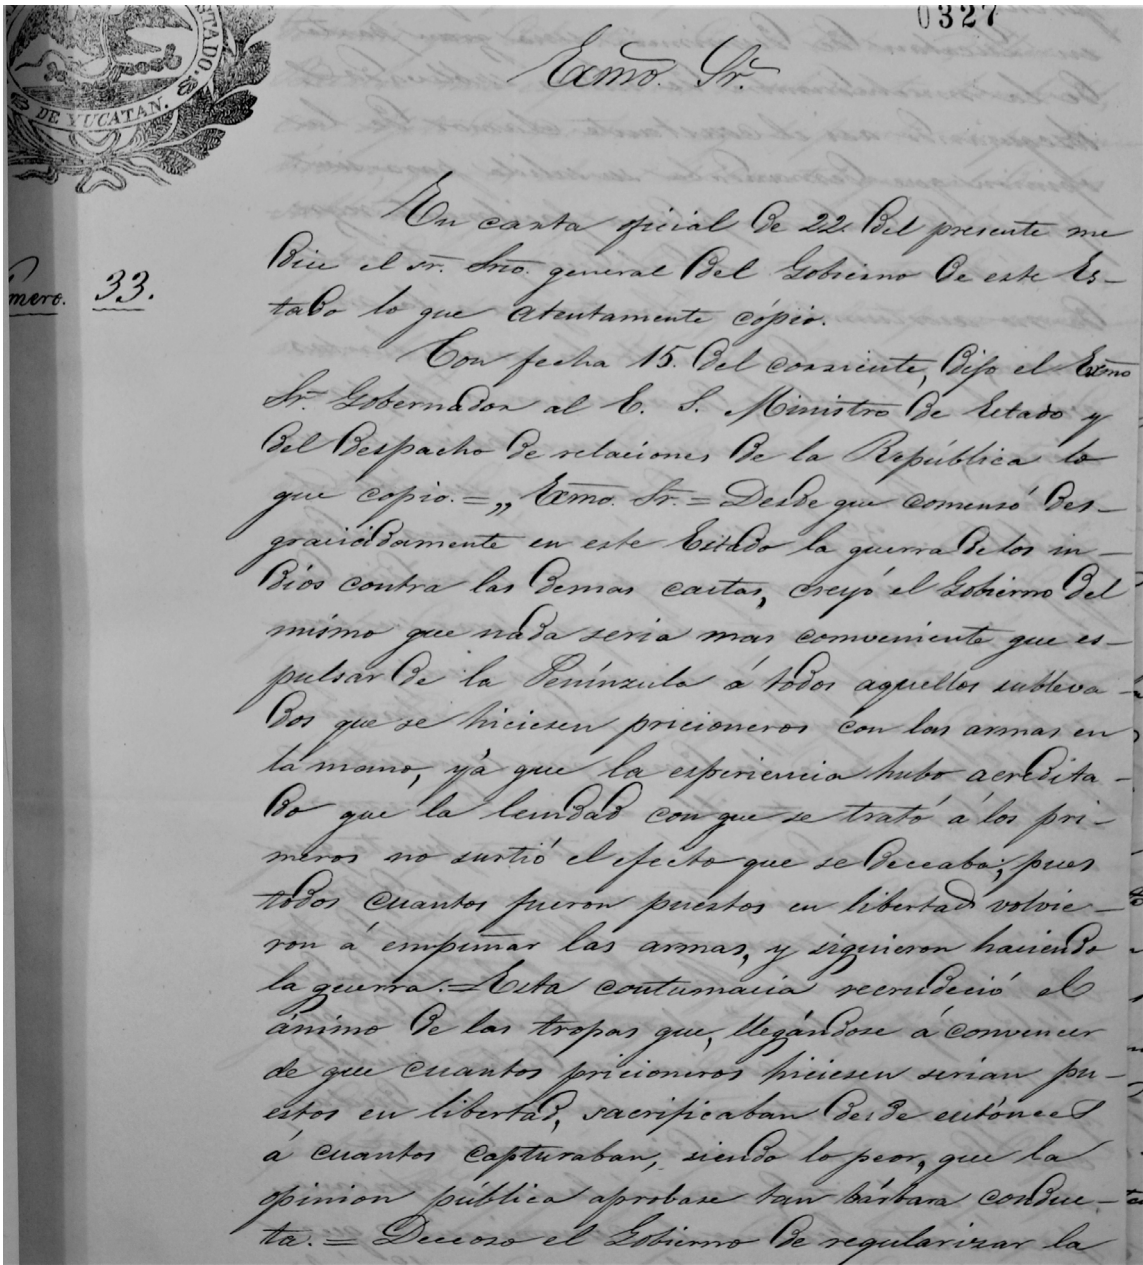 0327
STADO.
DE YUCATAN.
Exmo. Sr.
mero. 33.
En carta oficial de 22. del presente me
dice el sr. Srio. general del Gobierno de este Es-
tado lo que atentamente cópio.
Con fecha 15. del corriente, dijo el Exmo
Sr. Gobernador al E. S. Ministro de Estado y
del despacho de relaciones de la República lo
que copio.=„ Exmo. Sr.= Desde que comensó des-
graciadamente en este Estado la guerra de los in-
dios contra las demas castas, creyó el Gobierno del
mismo que nada seria mas conveniente que es-
pulsar de la Penínzula á todos aquellos subleva-
dos que se hiciesen pricioneros con las armas en
la mano, yá que la esperiencia hubo acredita-
do que la lenidad con que se trató á los pri-
meros no surtió el efecto que se deceaba; pues
todos cuantos fueron puestos en libertad volvie-
ron á empuñar las armas, y siguieron haciendo
la guerra.=Esta contumacia recrudeció el
ánimo de las tropas que, llegándose á convencer
de que cuantos pricioneros hiciesen serían pu-
estos en libertad, sacrificaban desde entónces
á cuantos capturaban, siendo lo peor, que la
opinion pública aprobase tan bárbara conduc-
ta.= Deceoso el Gobierno de regularizar la